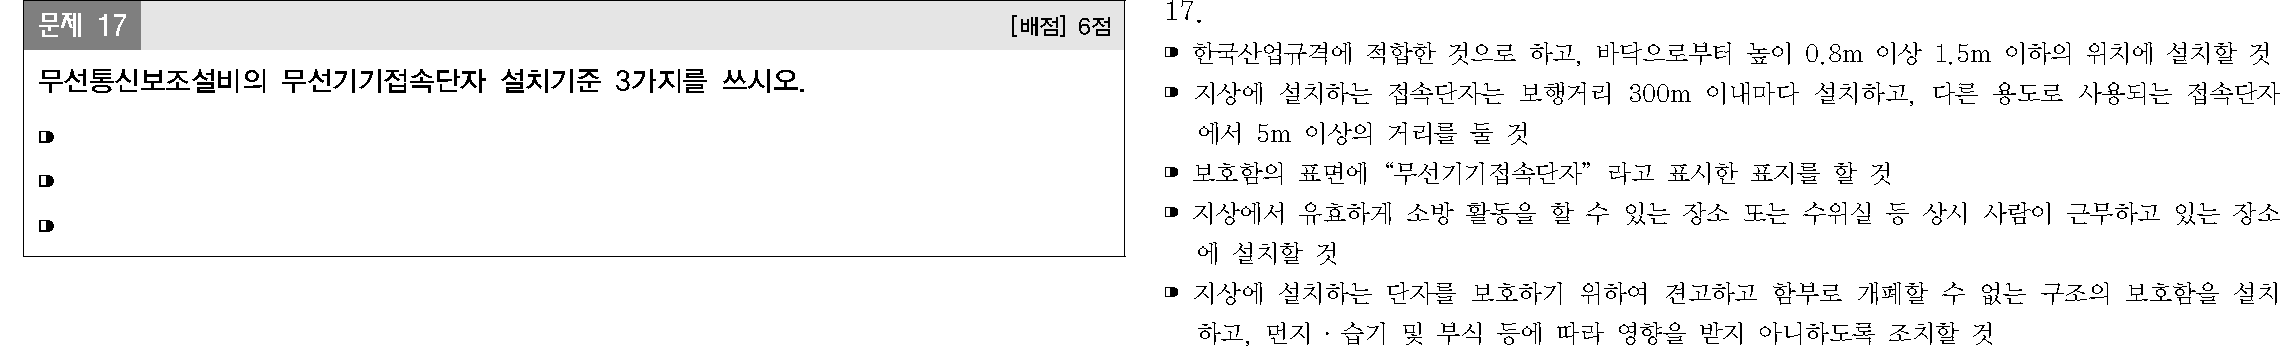 문제 17
[배점] 6점
무선통신보조설비의 무선기기접속단자 설치기준 3가지를 쓰시오.
17.
한국산업규격에 적합한 것으로 하고, 바닥으로부터 높이 0.8m 이상 1.5m 이하의 위치에 설치할 것
지상에 설치하는 접속단자는 보행거리 300m 이내마다 설치하고, 다른 용도로 사용되는 접속단자
에서 5m 이상의 거리를 둘 것
보호함의 표면에 “무선기기접속단자” 라고 표시한 표지를 할 것
지상에서 유효하게 소방 활동을 할 수 있는 장소 또는 수위실 등 상시 사람이 근무하고 있는 장소
에 설치할 것
지상에 설치하는 단자를 보호하기 위하여 견고하고 함부로 개폐할 수 없는 구조의 보호함을 설치
하고, 먼지 · 습기 및 부식 등에 따라 영향을 받지 아니하도록 조치할 것